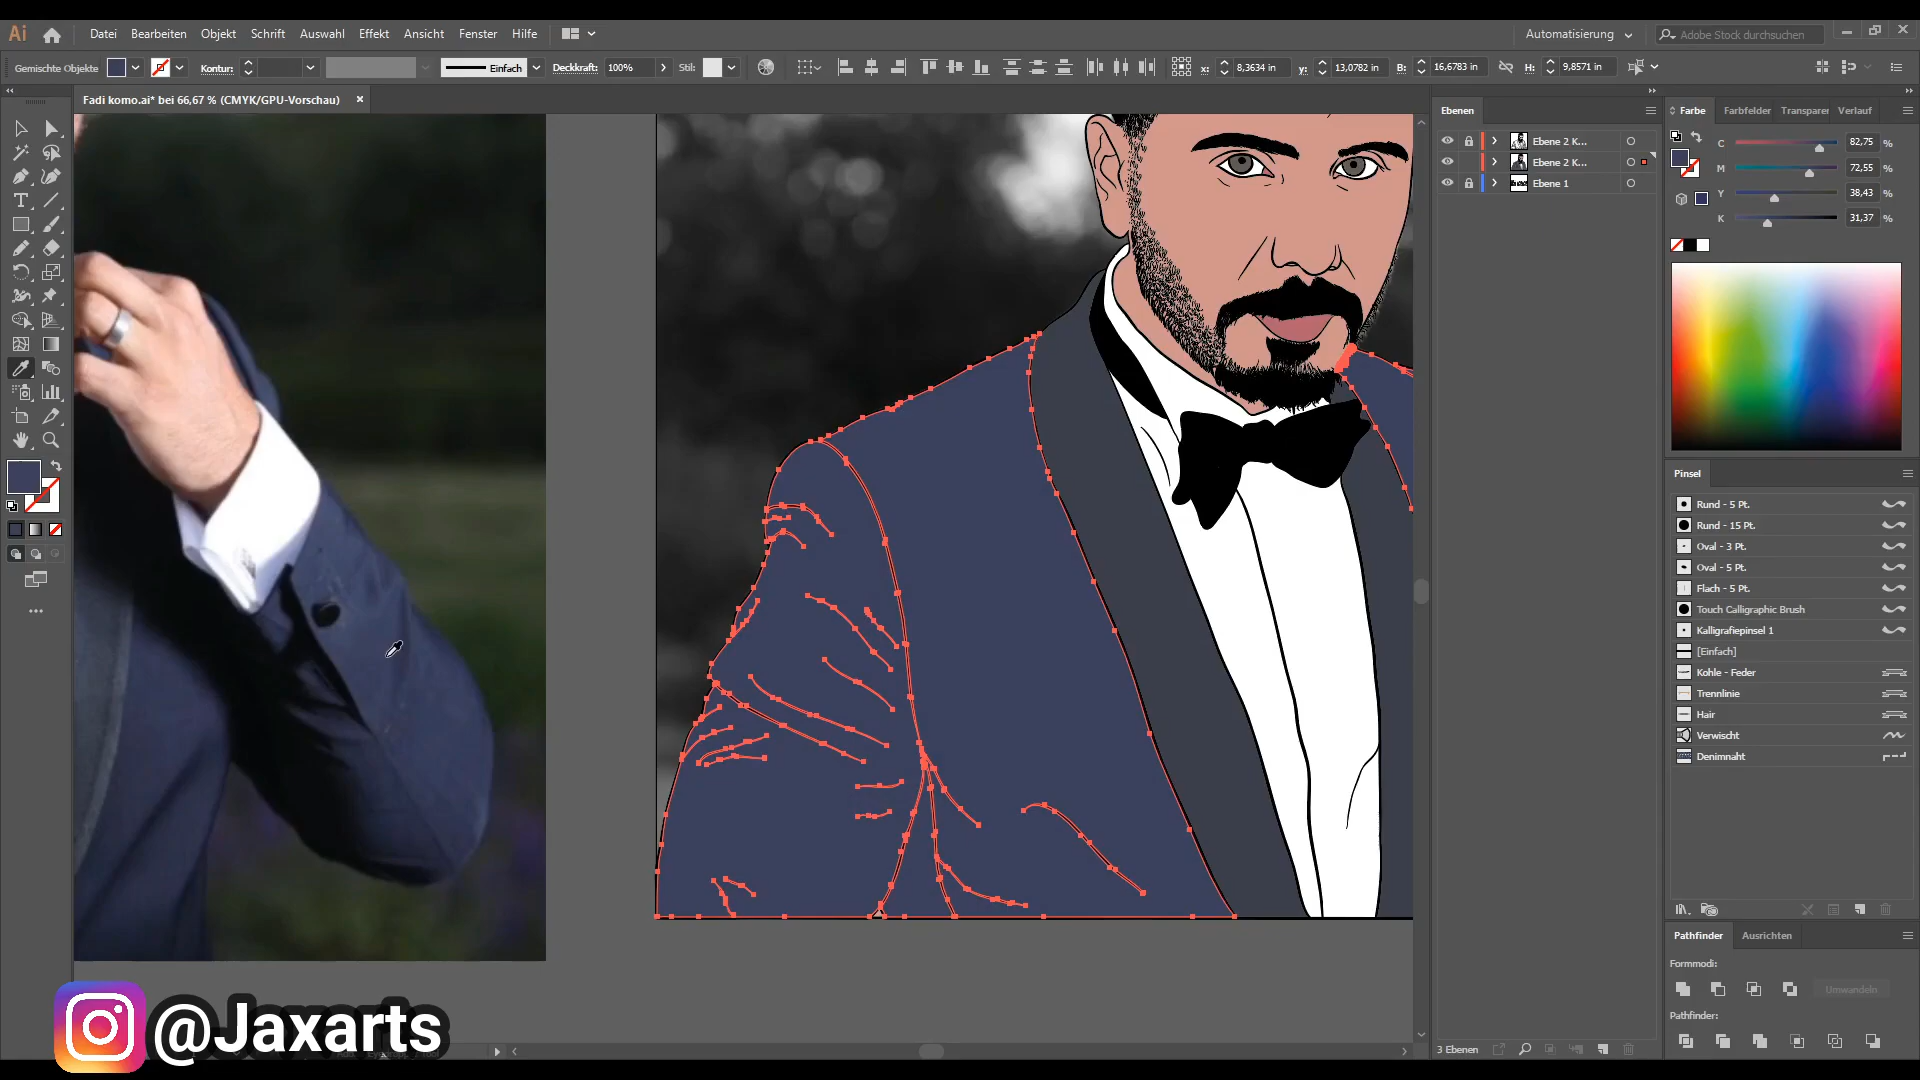 Ai
Datei Bearbeiten Objekt Schrift Auswahl Effekt Ansicht Fenster Hilfe
Automatisierung
Adobe Stock durchsuchen
Gemischte Objekte
Kontur:
Einfach
Deckkraft: 100%
Stil:
x: 8,3634 in
y: 13,0782 in
B: 16,6783 in
H: 9,8571 in
Fadi komo.ai* bei 66,67 % (CMYK/GPU-Vorschau)
Ebenen
Ebene 2 K...
Ebene 2 K...
Ebene 1
3 Ebenen
Farbe Farbfelder Transparen Verlauf
C 82,75 %
M 72,55 %
Y 38,43 %
K 31,37 %
Pinsel
Rund - 5 Pt.
Rund - 15 Pt.
Oval - 3 Pt.
Oval - 5 Pt.
Flach - 5 Pt.
Touch Calligraphic Brush
Kalligrafiepinsel 1
[Einfach]
Kohle - Feder
Trennlinie
Hair
Verwischt
Denimnaht
Pathfinder Ausrichten
Formmodi:
Umwandeln
Pathfinder:
@Jaxarts